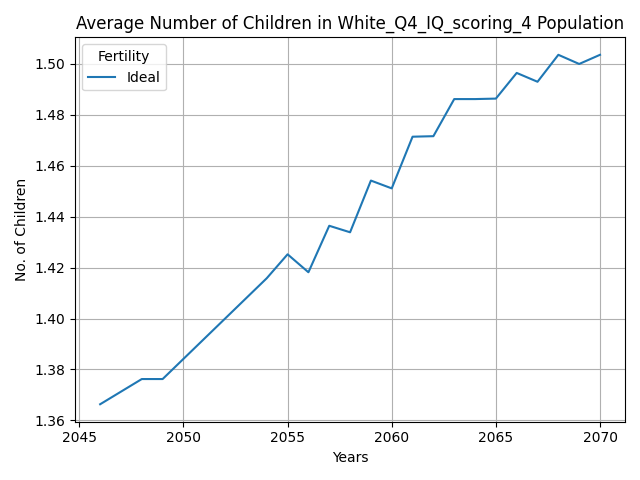 Average Number of Children in White_Q4_IQ_scoring_4 Population
Fertility
Ideal
No. of Children
1.50
1.48
1.46
1.44
1.42
1.40
1.38
1.36
2045 2050 2055 2060 2065 2070
Years